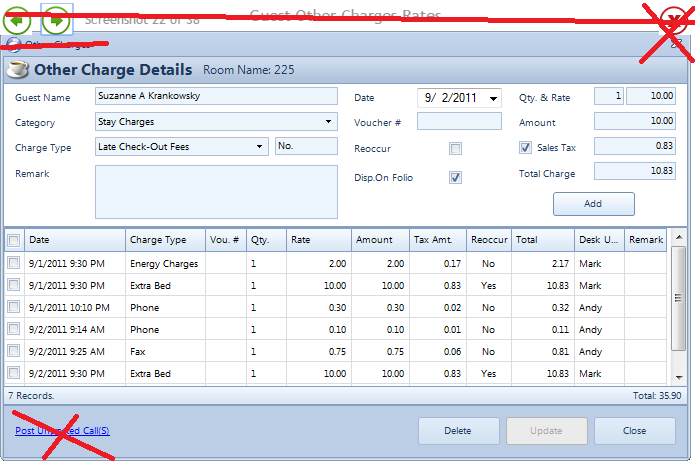 Screenshot 22 of 38 Guest Other Charges Rates
Other Charges
Other Charge Details Room Name: 225
Guest Name Suzanne A Krankowsky Date 9/ 2/2011 Qty. & Rate 1 10.00
Category Stay Charges Voucher # Amount 10.00
Charge Type Late Check-Out Fees No. Reoccur Sales Tax 0.83
Remark Disp.On Folio Total Charge 10.83
Add
Date Charge Type Vou. # Qty. Rate Amount Tax Amt. Reoccur Total Desk U... Remark
9/1/2011 9:30 PM Energy Charges 1 2.00 2.00 0.17 No 2.17 Mark
9/1/2011 9:30 PM Extra Bed 1 10.00 10.00 0.83 Yes 10.83 Mark
9/1/2011 10:10 PM Phone 1 0.30 0.30 0.02 No 0.32 Andy
9/2/2011 9:14 AM Phone 1 0.10 0.10 0.01 No 0.11 Andy
9/2/2011 9:25 AM Fax 1 0.75 0.75 0.06 No 0.81 Andy
9/2/2011 9:30 PM Extra Bed 1 10.00 10.00 0.83 Yes 10.83 Mark
7 Records. Total: 35.90
Post Call(S) Delete Update Close